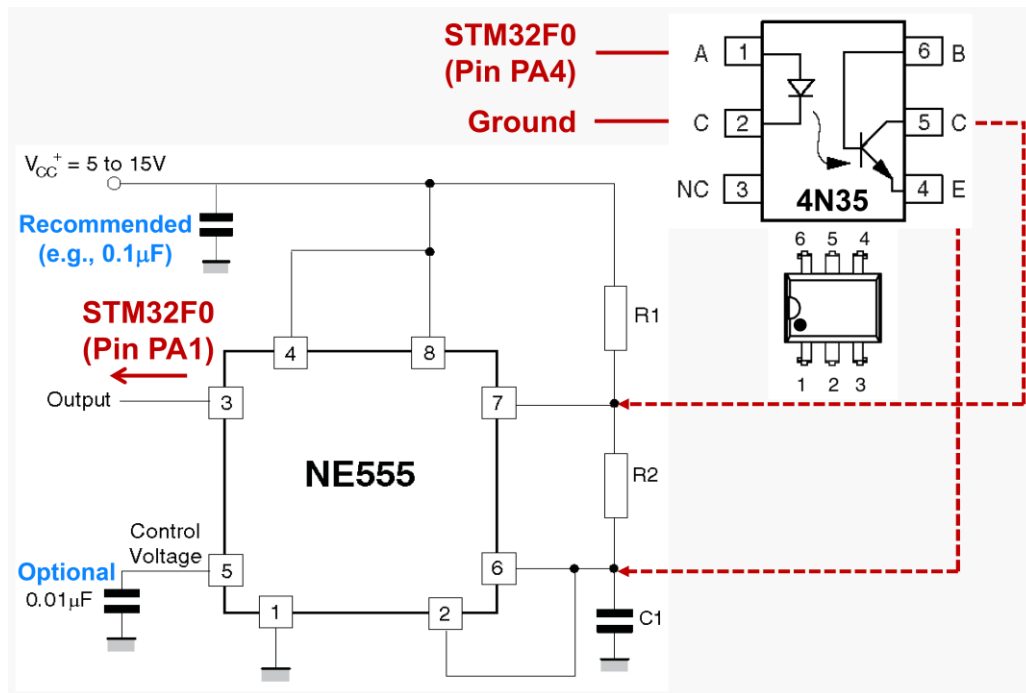 STM32F0
(Pin PA4)
Ground
A
1
C
2
NC
3
6
B
5
C
4
E
4N35
6 5 4
1 2 3
V_CC^+ = 5 to 15V
Recommended
(e.g., 0.1μF)
STM32F0
(Pin PA1)
Output
3
4
8
7
NE555
R1
R2
Control
Voltage
5
Optional
0.01μF
6
1
2
C1